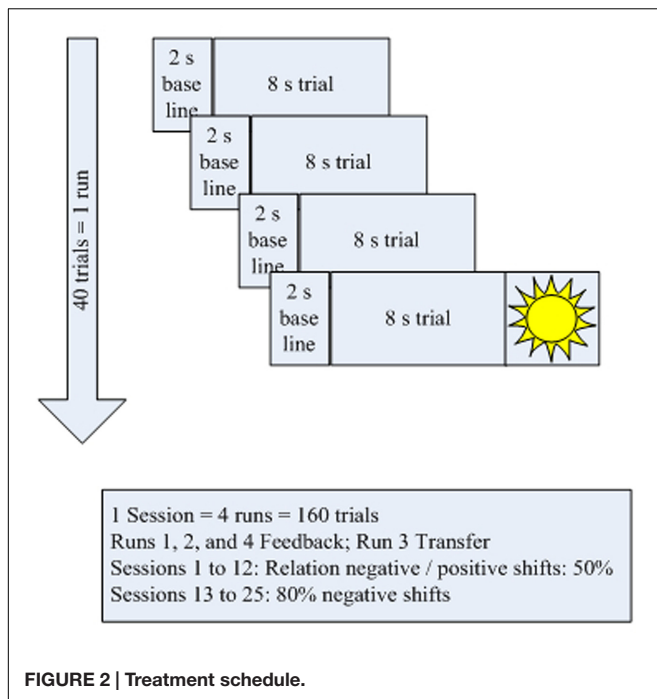 2 s
base
line
8 s trial
2 s
base
line
8 s trial
2 s
base
line
8 s trial
2 s
base
line
8 s trial
40 trials = 1 run
1 Session = 4 runs = 160 trials
Runs 1, 2, and 4 Feedback; Run 3 Transfer
Sessions 1 to 12: Relation negative / positive shifts: 50%
Sessions 13 to 25: 80% negative shifts
FIGURE 2 | Treatment schedule.